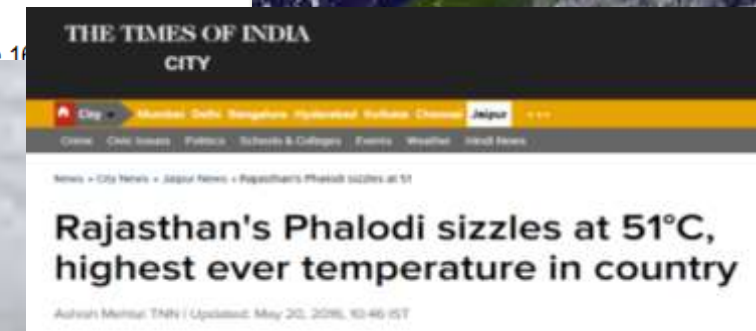 16
THE TIMES OF INDIA
CITY
City Mumbai Delhi Bengaluru Hyderabad Kolkata Chennai Jaipur
Crime Civic Issues Politics Schools & Colleges Events Weather Hindi News
News » City News » Jaipur News » Rajasthan's Phalodi sizzles at 51
Rajasthan's Phalodi sizzles at 51°C,
highest ever temperature in country
TNN | Updated: May 20, 2016, 10:46 IST